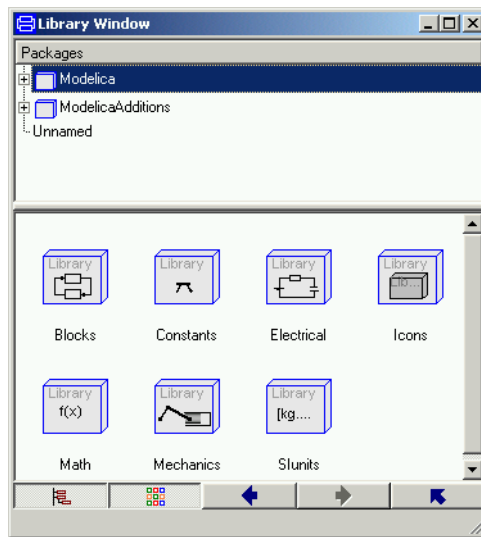 Library Window
Packages
Modelica
ModelicaAdditions
Unnamed
Library Library Library Library
Lib...
Blocks Constants Electrical Icons
Library Library Library
f(x) [kg....
Math Mechanics SIunits